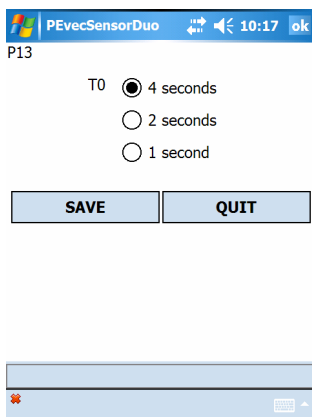 PEvecSensorDuo 10:17 ok
P13
T0 4 seconds
2 seconds
1 second
SAVE QUIT